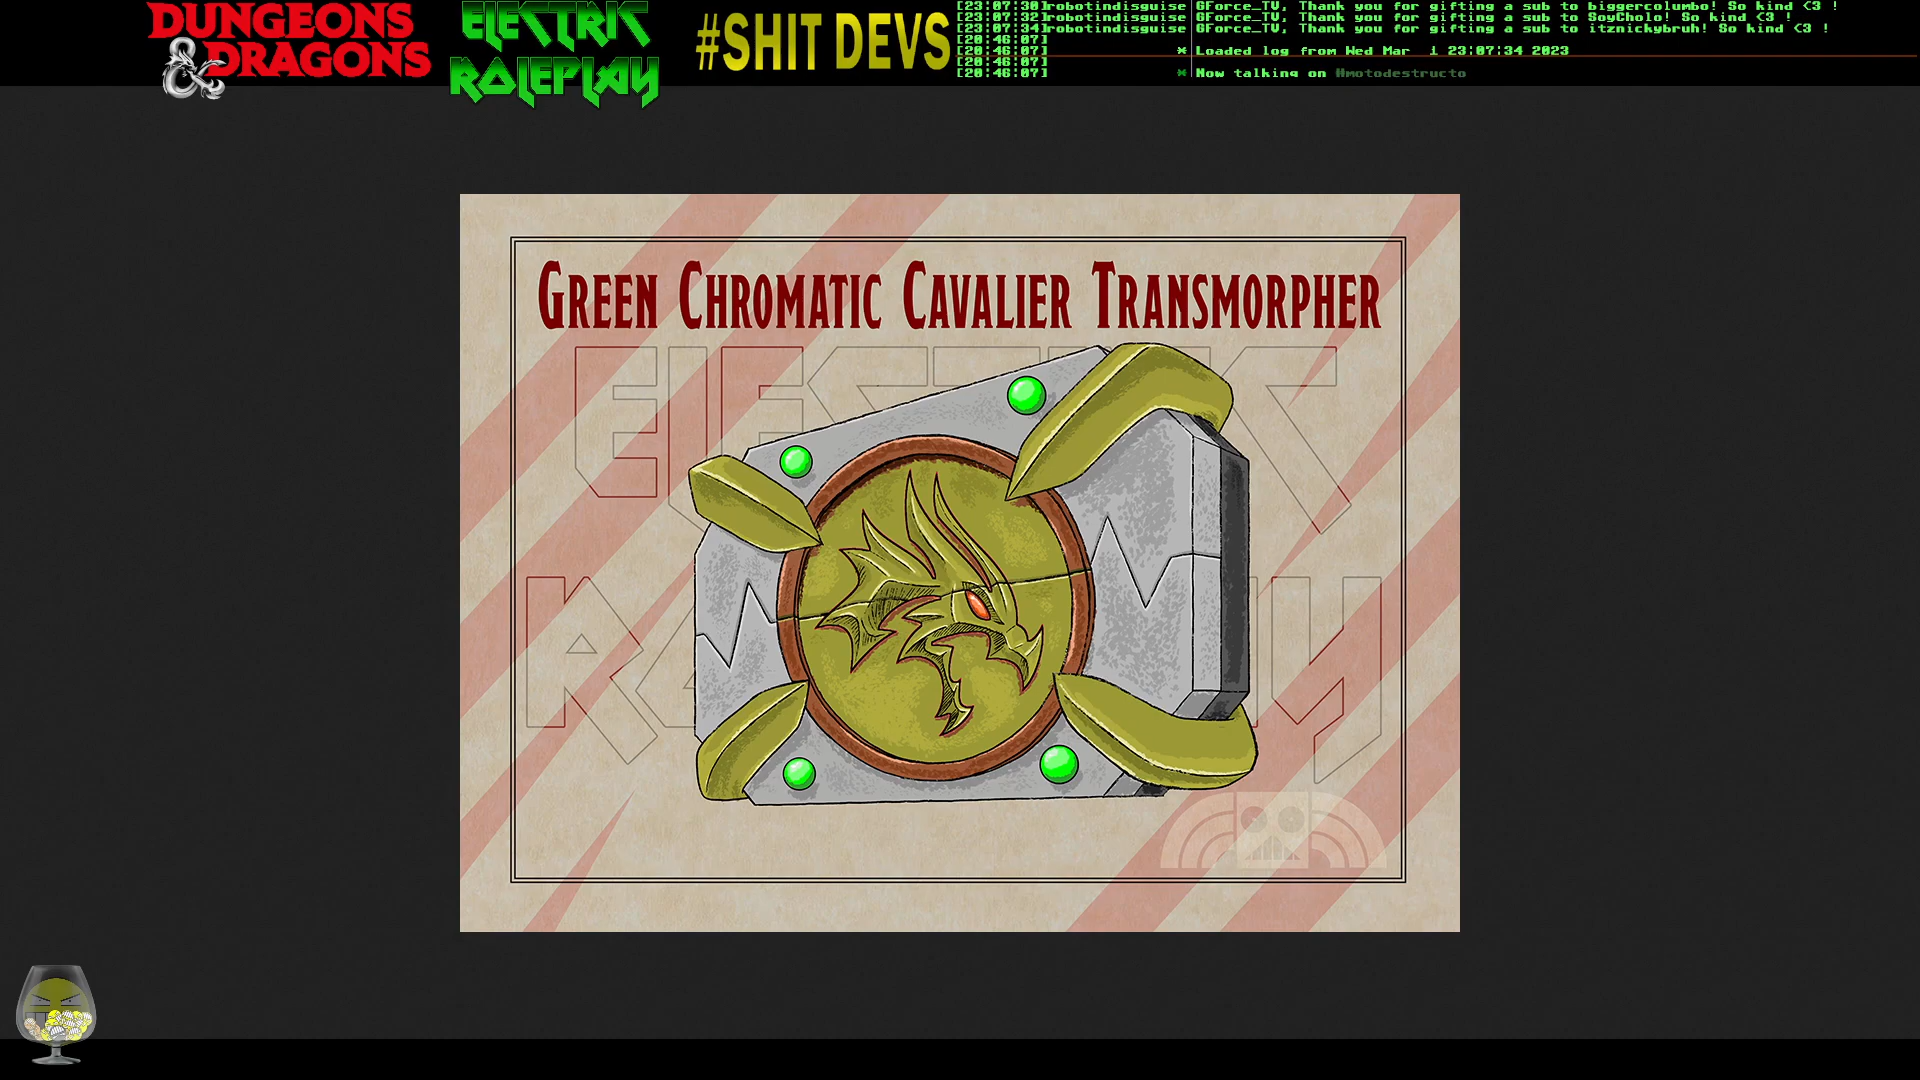 DUNGEONS
& DRAGONS
ELECTRIC
ROLEPLAY
#SHIT DEVS
[23:07:30]robotindisguise GForce_TV, Thank you for gifting a sub to biggercolumbo! So kind <3 !
[23:07:32]robotindisguise GForce_TV, Thank you for gifting a sub to SoyCholo! So kind <3 !
[23:07:34]robotindisguise GForce_TV, Thank you for gifting a sub to itznickybruh! So kind <3 !
[20:46:07]
[20:46:07] * Loaded log from Wed Mar 1 23:07:34 2023
[20:46:07]
[20:46:07] * Now talking on #motodestructo
GREEN CHROMATIC CAVALIER TRANSMORPHER